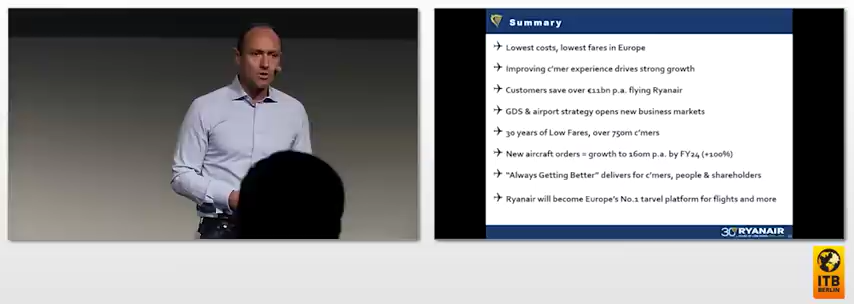 Summary
Lowest costs, lowest fares in Europe
Improving c'mer experience drives strong growth
Customers save over €11bn p.a. flying Ryanair
GDS & airport strategy opens new business markets
30 years of Low Fares, over 750m c'mers
New aircraft orders = growth to 160m p.a. by FY24 (+100%)
"Always Getting Better" delivers for c'mers, people & shareholders
Ryanair will become Europe's No.1 tarvel platform for flights and more
30 RYANAIR
ITB
BERLIN